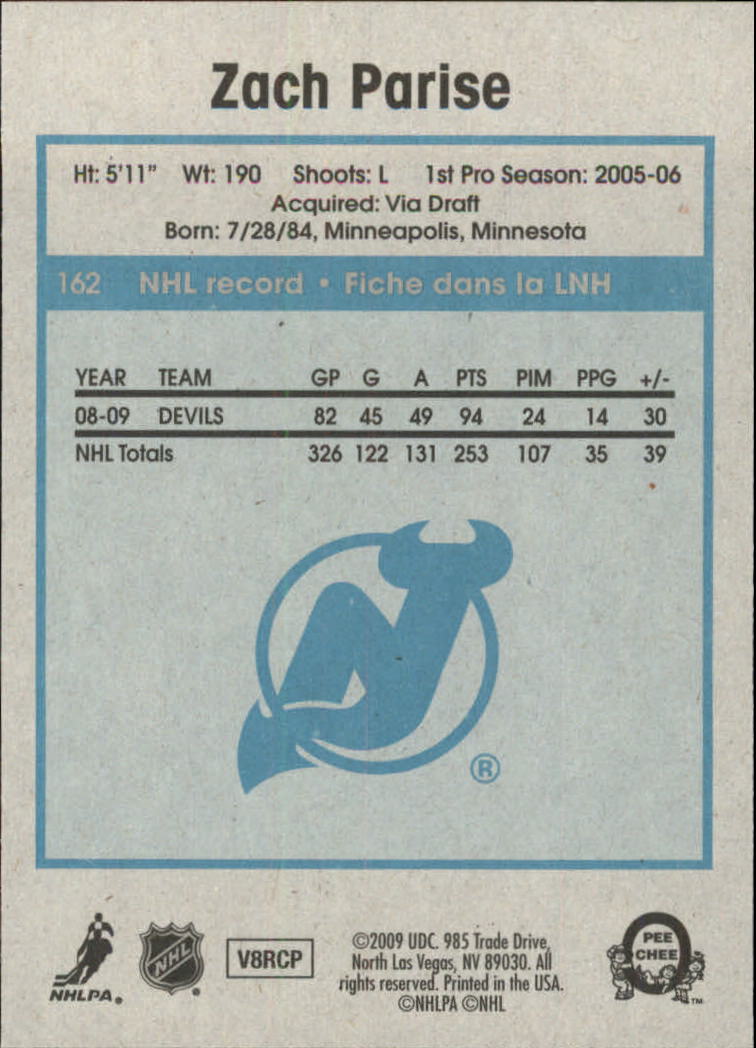 Zach Parise
Ht: 5'11" Wt: 190 Shoots: L 1st Pro Season: 2005-06
Acquired: Via Draft
Born: 7/28/84, Minneapolis, Minnesota
162 NHL record • Fiche dans la LNH
YEAR TEAM GP G A PTS PIM PPG +/-
08-09 DEVILS 82 45 49 94 24 14 30
NHL Totals 326 122 131 253 107 35 39
®
NHLPA®
NHL®
V8RCP
©2009 UDC. 985 Trade Drive,
North Las Vegas, NV 89030. All
rights reserved. Printed in the USA.
©NHLPA ©NHL
O
PEE
CHEE
TM